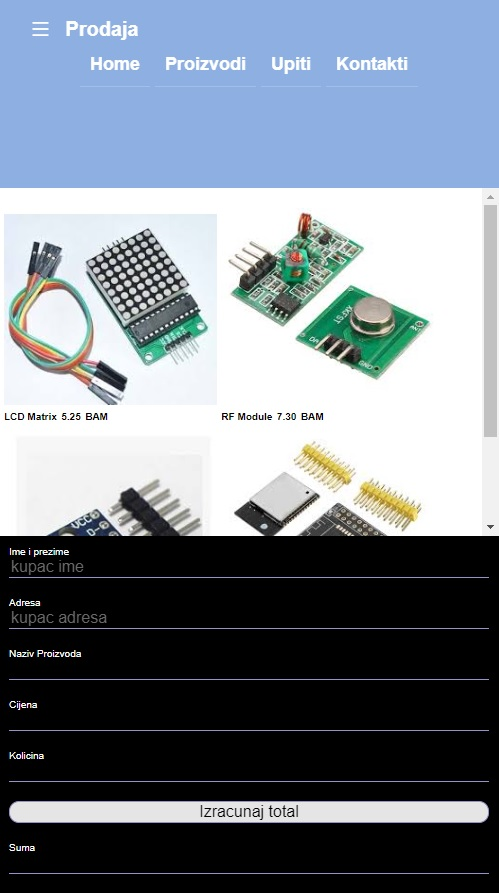 Prodaja
Home Proizvodi Upiti Kontakti
LCD Matrix 5.25 BAM
RF Module 7.30 BAM
VCC
D-
Ime i prezime
kupac ime
Adresa
kupac adresa
Naziv Proizvoda
Cijena
Kolicina
Izracunaj total
Suma